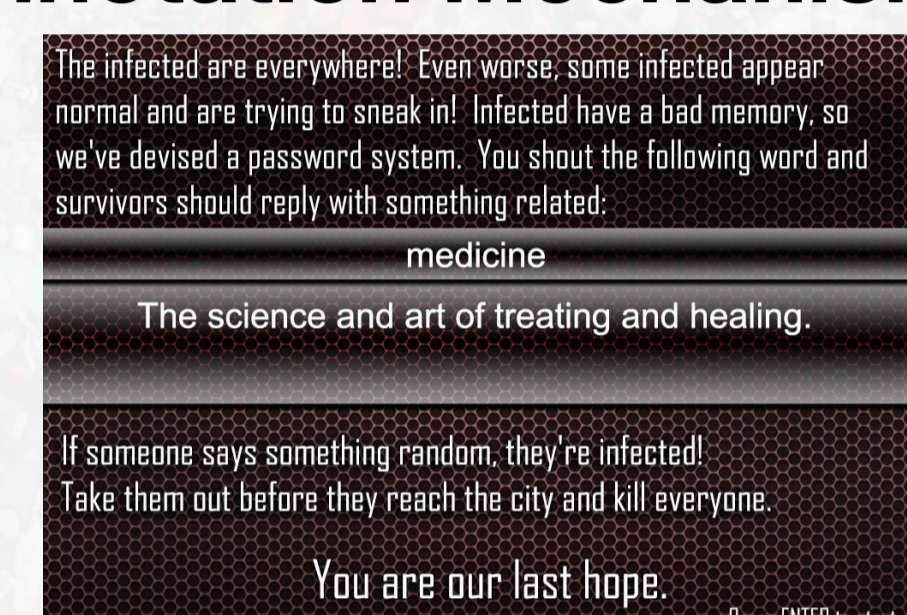 The infected are everywhere! Even worse, some infected appear
normal and are trying to sneak in! Infected have a bad memory, so
we've devised a password system. You shout the following word and
survivors should reply with something related:
medicine
The science and art of treating and healing.
If someone says something random, they're infected!
Take them out before they reach the city and kill everyone.
You are our last hope.